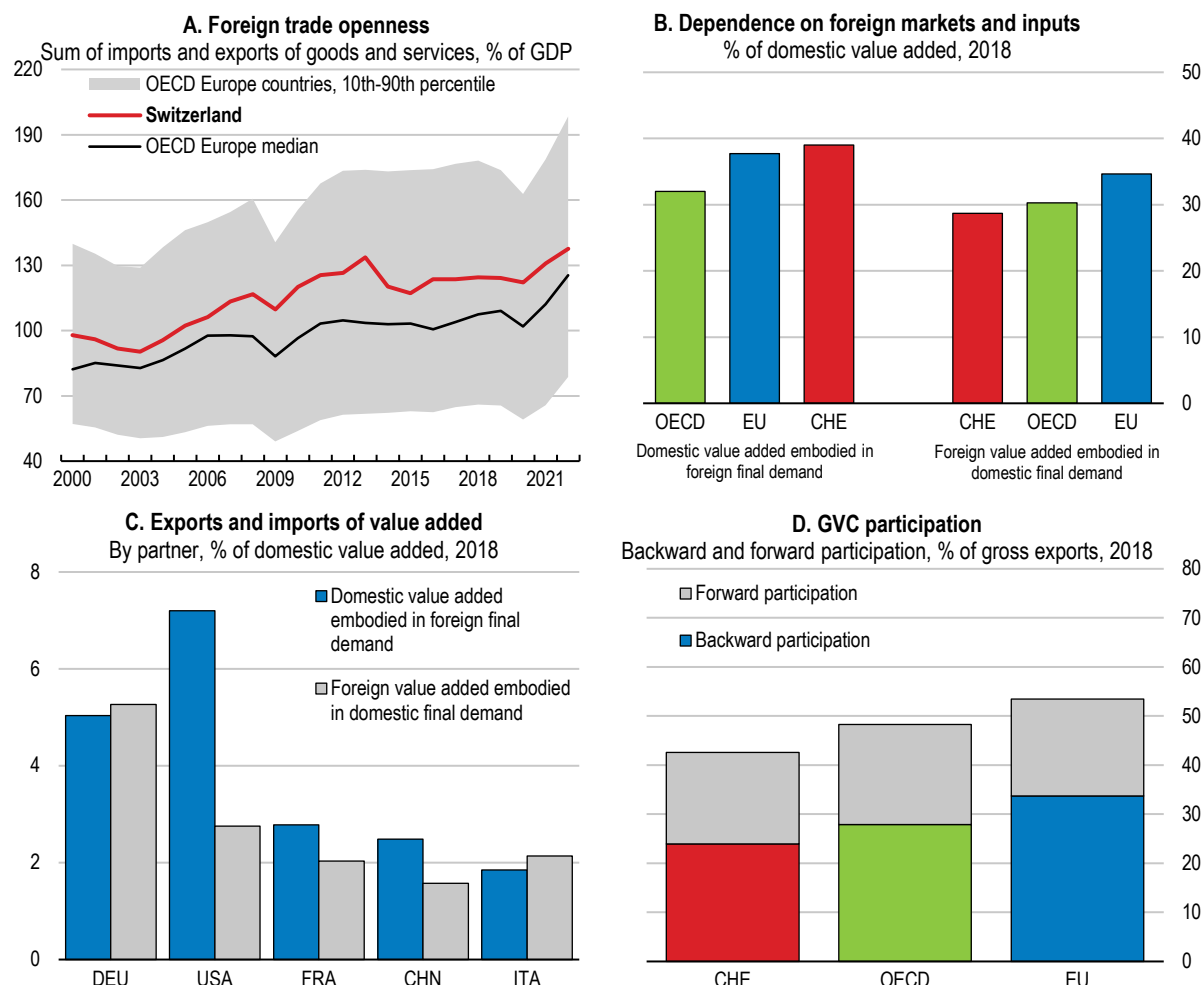 A. Foreign trade openness
Sum of imports and exports of goods and services, % of GDP
220
190
160
130
100
70
40
OECD Europe countries, 10th-90th percentile
Switzerland
OECD Europe median
2000 2003 2006 2009 2012 2015 2018 2021
B. Dependence on foreign markets and inputs
% of domestic value added, 2018
50
40
30
20
10
0
OECD EU CHE CHE OECD EU
Domestic value added embodied in
foreign final demand
Foreign value added embodied in
domestic final demand
C. Exports and imports of value added
By partner, % of domestic value added, 2018
8
6
4
2
0
Domestic value added
embodied in foreign final
demand
Foreign value added embodied
in domestic final demand
DEU USA FRA CHN ITA
D. GVC participation
Backward and forward participation, % of gross exports, 2018
80
70
60
50
40
30
20
10
0
Forward participation
Backward participation
CHE OECD EU